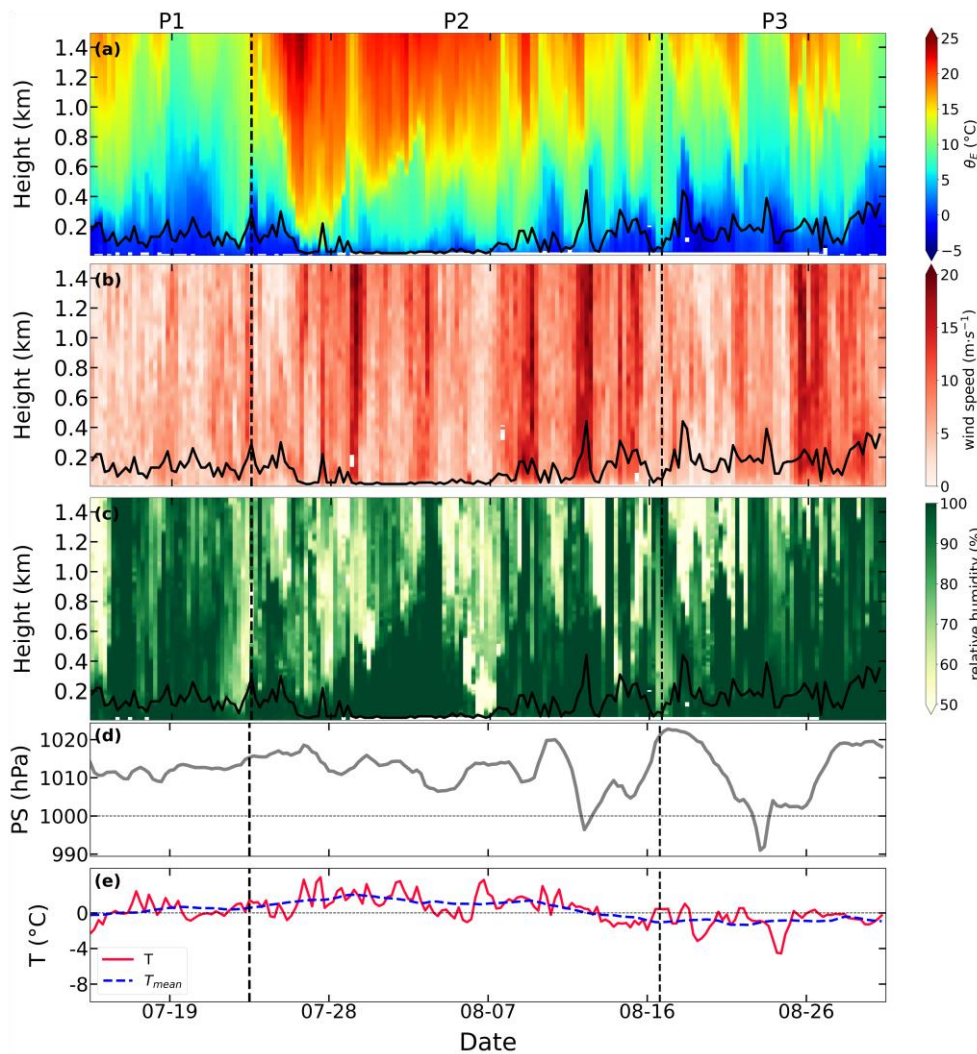 P1 P2 P3
(a)
Height (km)
1.4
1.2
1.0
0.8
0.6
0.4
0.2
25
20
15
10
5
0
−5
θE (°C)
(b)
Height (km)
1.4
1.2
1.0
0.8
0.6
0.4
0.2
20
15
10
5
0
wind speed (m·s⁻¹)
(c)
Height (km)
1.4
1.2
1.0
0.8
0.6
0.4
0.2
100
90
80
70
60
50
relative humidity (%)
(d)
PS (hPa)
1020
1010
1000
990
(e)
T (°C)
0
-4
-8
T
Tmean
07-19 07-28 08-07 08-16 08-26
Date